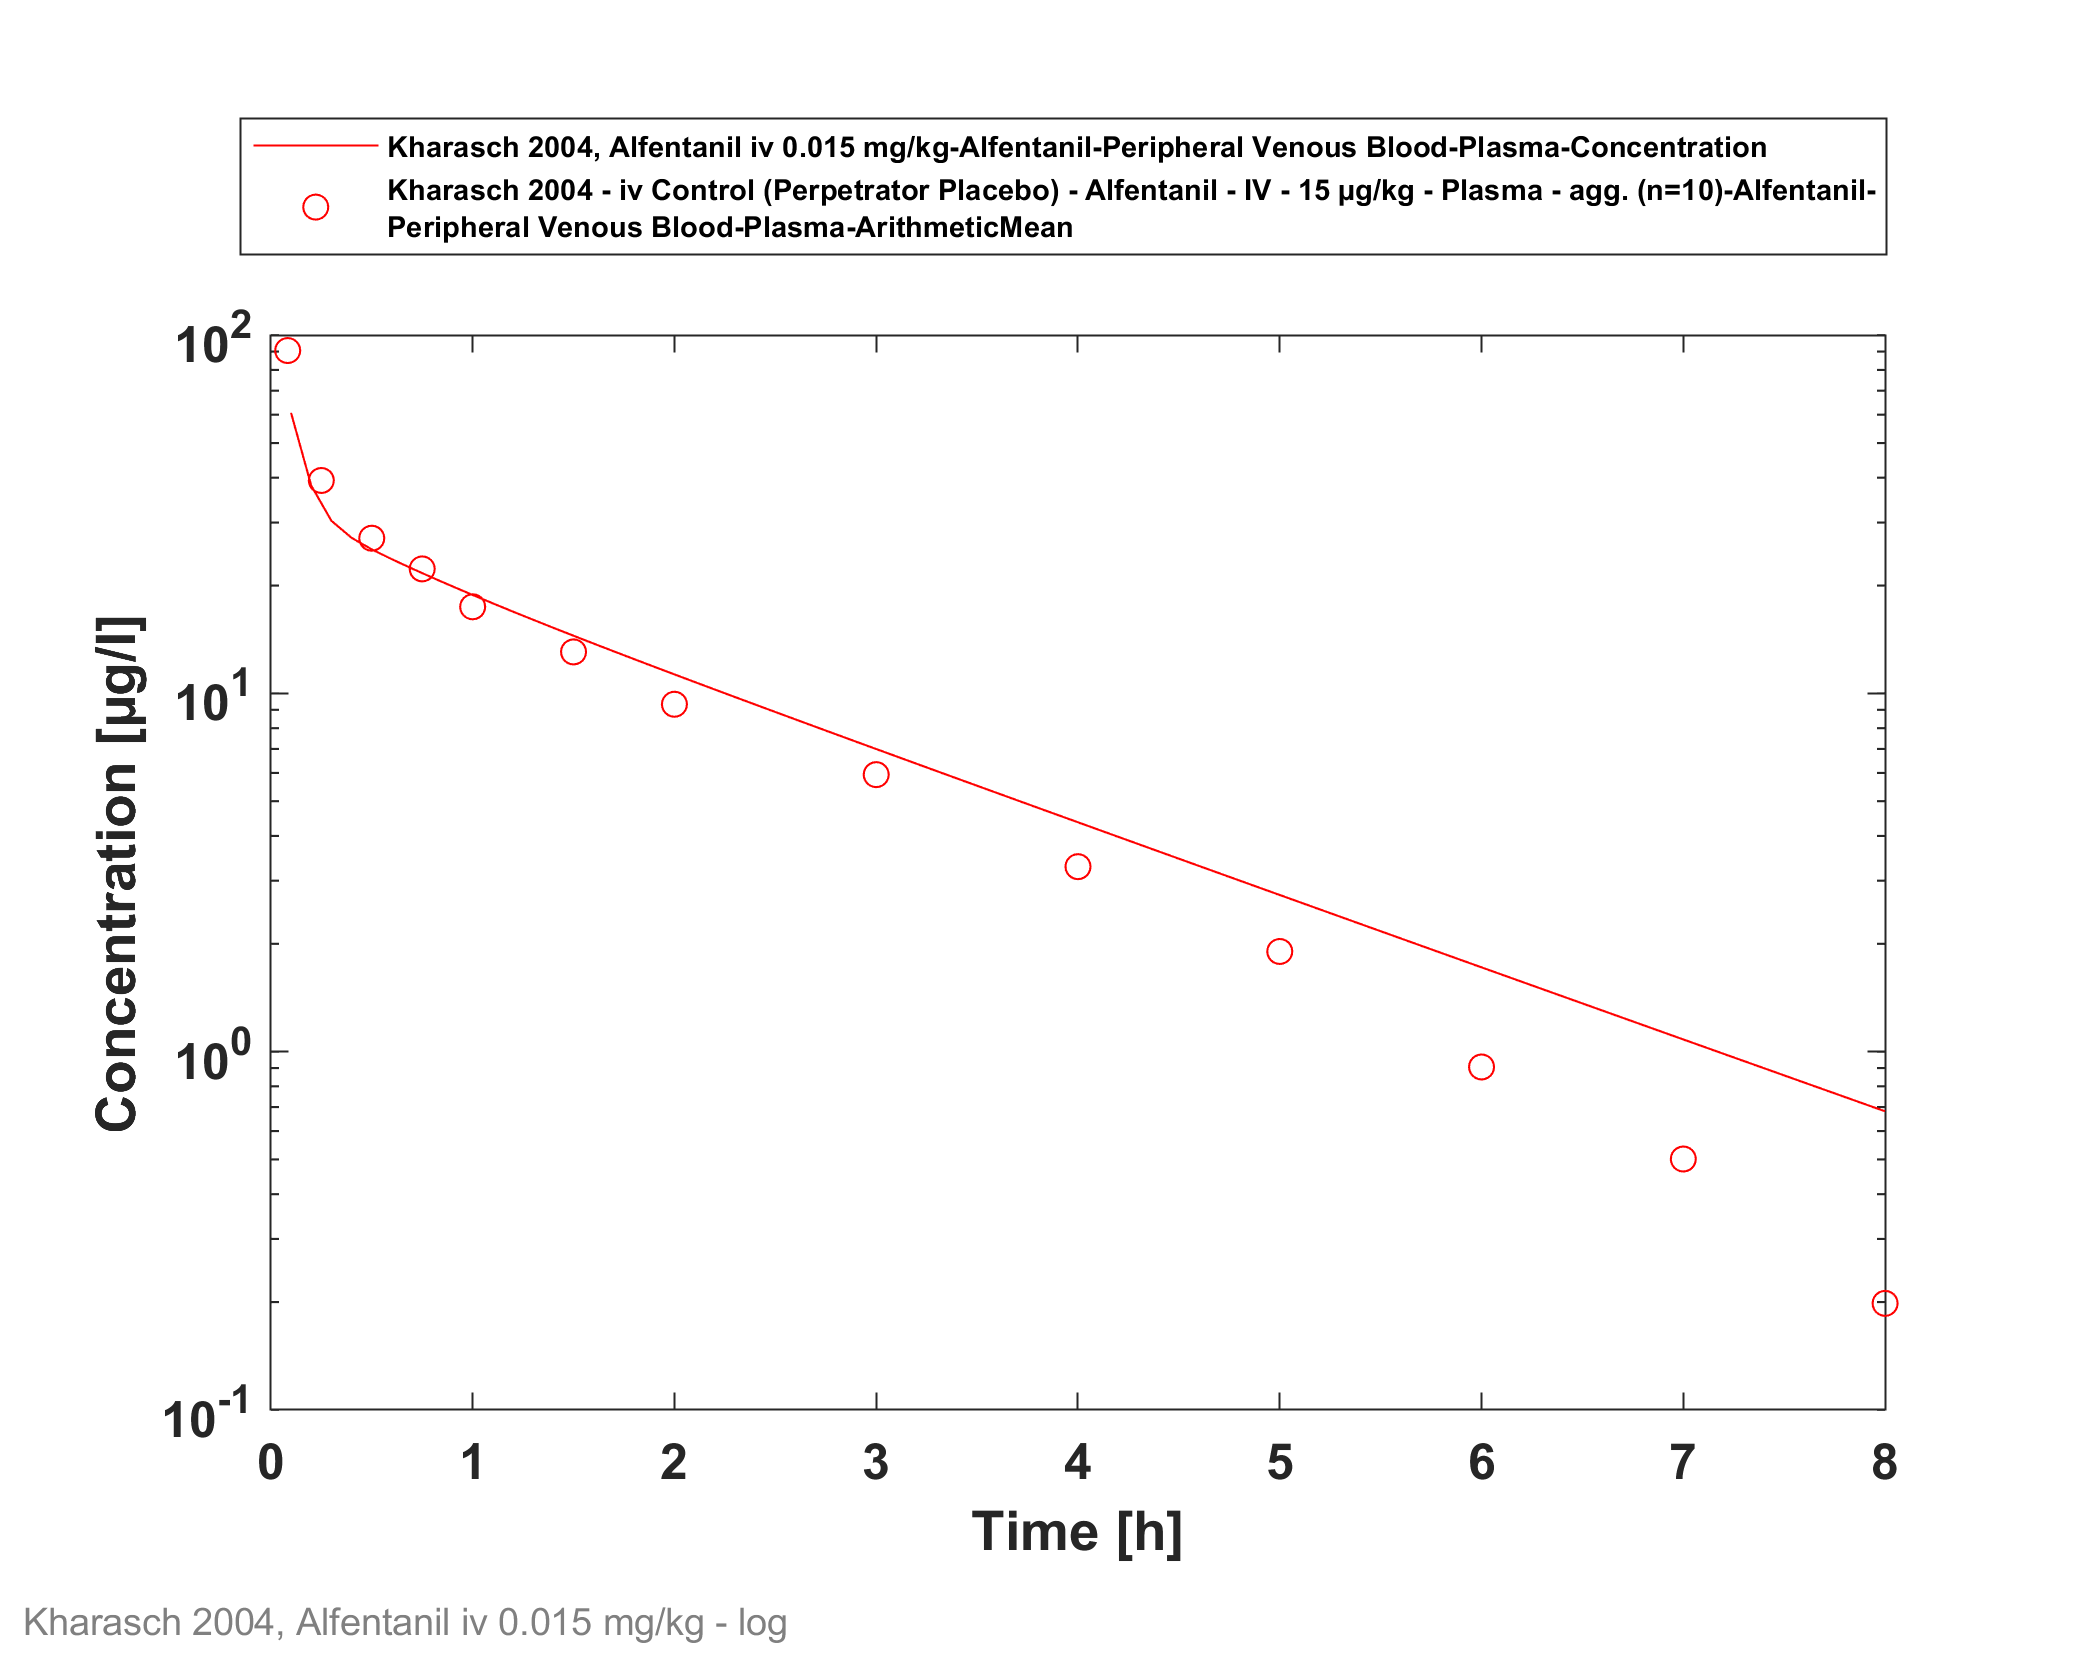 Kharasch 2004, Alfentanil iv 0.015 mg/kg-Alfentanil-Peripheral Venous Blood-Plasma-Concentration
Kharasch 2004 - iv Control (Perpetrator Placebo) - Alfentanil - IV - 15 µg/kg - Plasma - agg. (n=10)-Alfentanil-
Peripheral Venous Blood-Plasma-ArithmeticMean
10^2
10^1
10^0
10^-1
Concentration [µg/l]
0 1 2 3 4 5 6 7 8
Time [h]
Kharasch 2004, Alfentanil iv 0.015 mg/kg - log